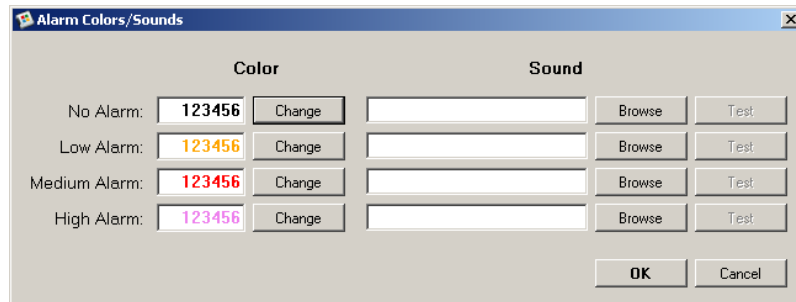 Alarm Colors/Sounds
Color Sound
No Alarm: 123456 Change Browse Test
Low Alarm: 123456 Change Browse Test
Medium Alarm: 123456 Change Browse Test
High Alarm: 123456 Change Browse Test
OK Cancel